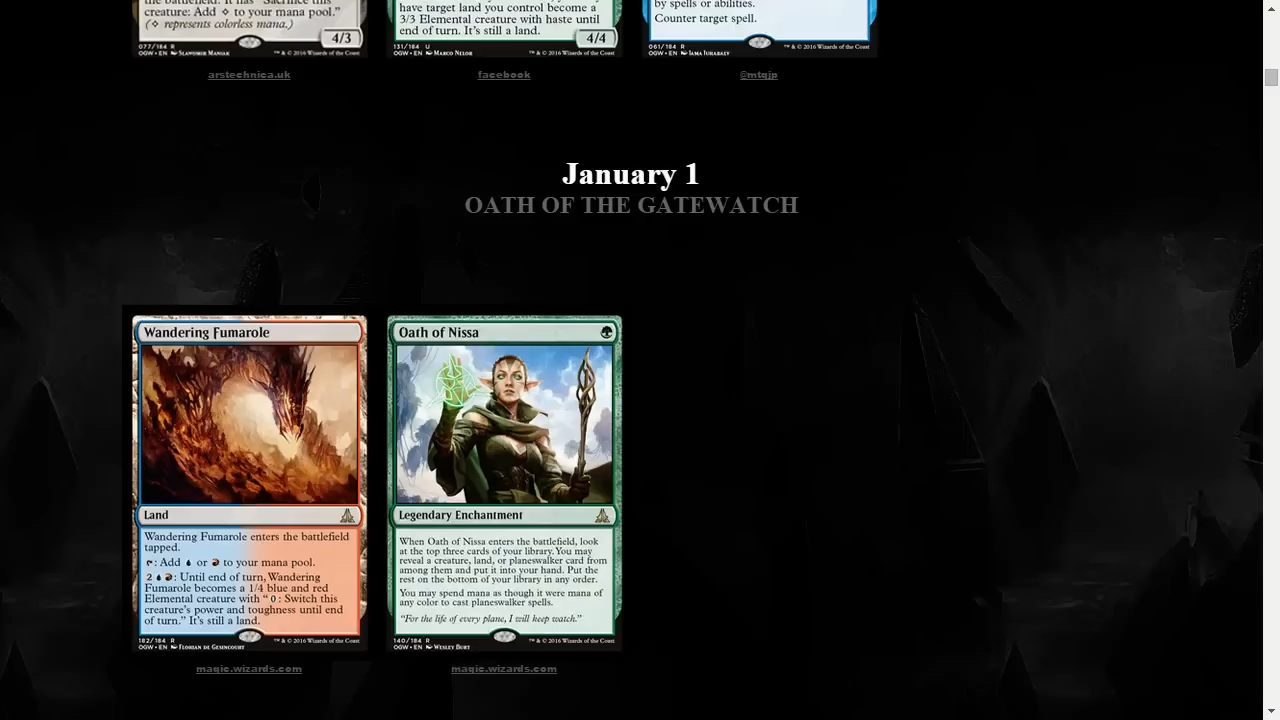 the battlefield. It has "Sacrifice this
creature: Add ◇ to your mana pool."
(◇ represents colorless mana.)
4/3
077/184 R
OGW • EN SLAWOMIR MANIAK
™ & © 2016 Wizards of the Coast
arstechnica.uk
have target land you control become a
3/3 Elemental creature with haste until
end of turn. It's still a land.
4/4
131/184 U
OGW • EN MARCO NELOR
™ & © 2016 Wizards of the Coast
facebook
by spells or abilities.
Counter target spell.
061/184 R
OGW • EN JAMA JURABAEV
™ & © 2016 Wizards of the Coast
@mtgjp
January 1
OATH OF THE GATEWATCH
Wandering Fumarole
Land
Wandering Fumarole enters the battlefield
tapped.
: Add or to your mana pool.
2 : Until end of turn, Wandering
Fumarole becomes a 1/4 blue and red
Elemental creature with "0: Switch this
creature's power and toughness until end
of turn." It's still a land.
182/184 R
OGW • EN FLORIAN DE GESINCOURT
™ & © 2016 Wizards of the Coast
magic.wizards.com
Oath of Nissa
Legendary Enchantment
When Oath of Nissa enters the battlefield, look
at the top three cards of your library. You may
reveal a creature, land, or planeswalker card from
among them and put it into your hand. Put the
rest on the bottom of your library in any order.
You may spend mana as though it were mana of
any color to cast planeswalker spells.
"For the life of every plane, I will keep watch."
140/184 R
OGW • EN WESLEY BURT
™ & © 2016 Wizards of the Coast
magic.wizards.com